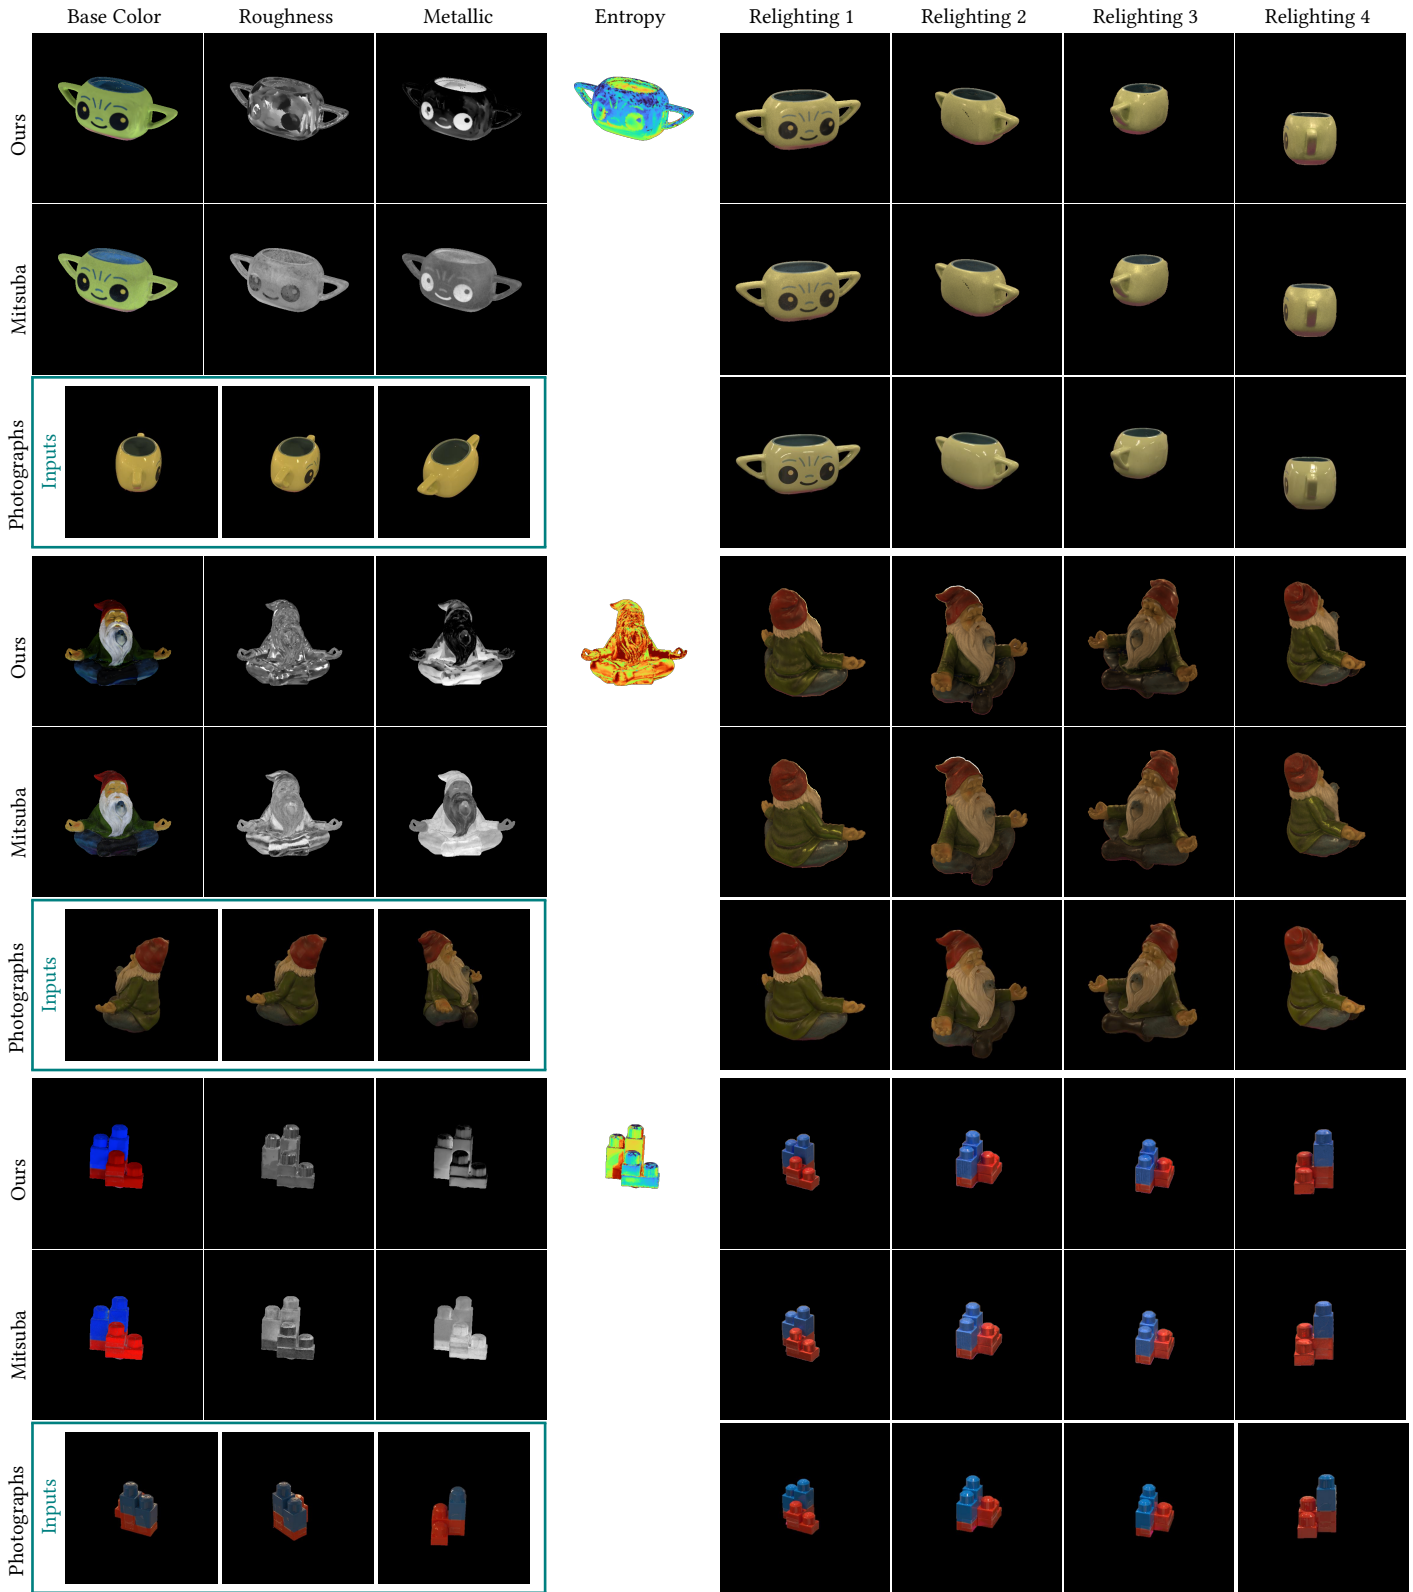 Base Color Roughness Metallic Entropy Relighting 1 Relighting 2 Relighting 3 Relighting 4
Ours
Mitsuba
Photographs
Inputs
Ours
Mitsuba
Photographs
Inputs
Ours
Mitsuba
Photographs
Inputs